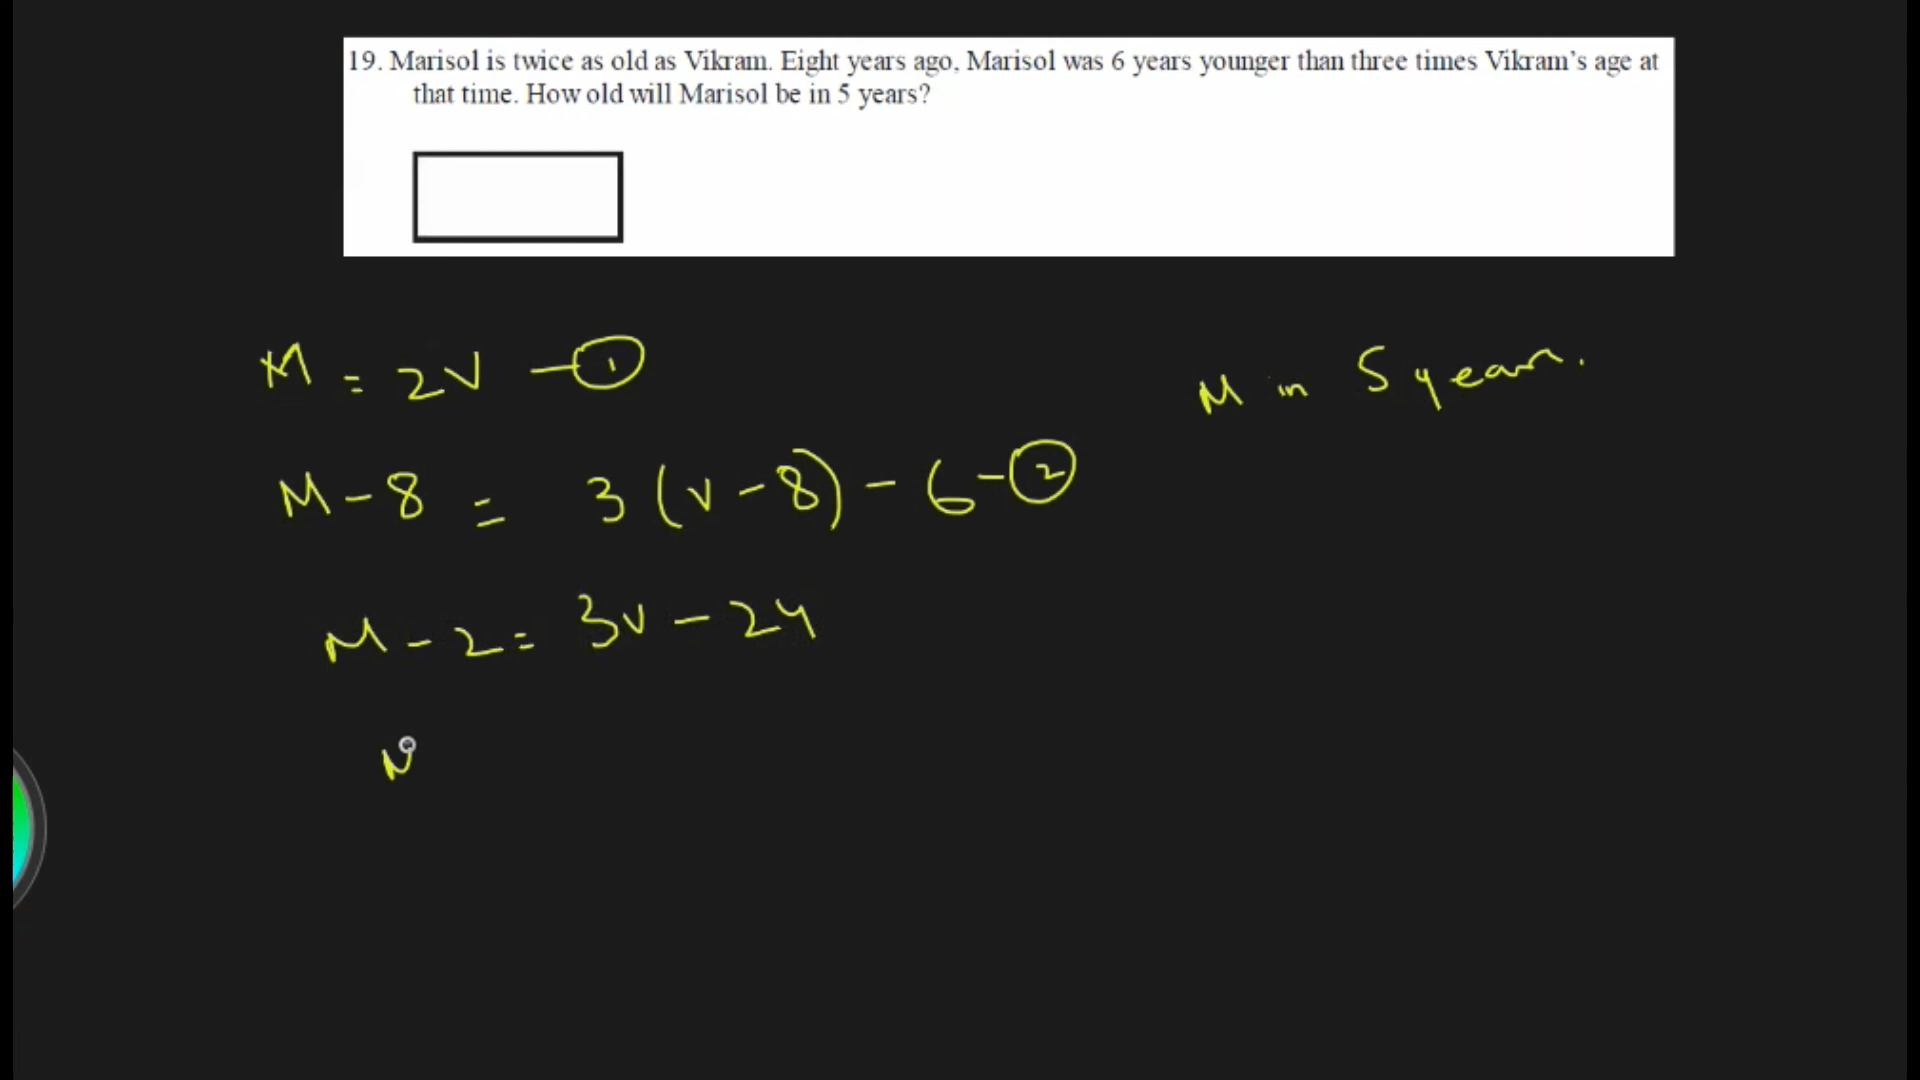 19. Marisol is twice as old as Vikram. Eight years ago, Marisol was 6 years younger than three times Vikram's age at
that time. How old will Marisol be in 5 years?
M = 2V — ①
M in 5 years.
M - 8 = 3 (V - 8) - 6 - ②
M - 2 = 3V - 24